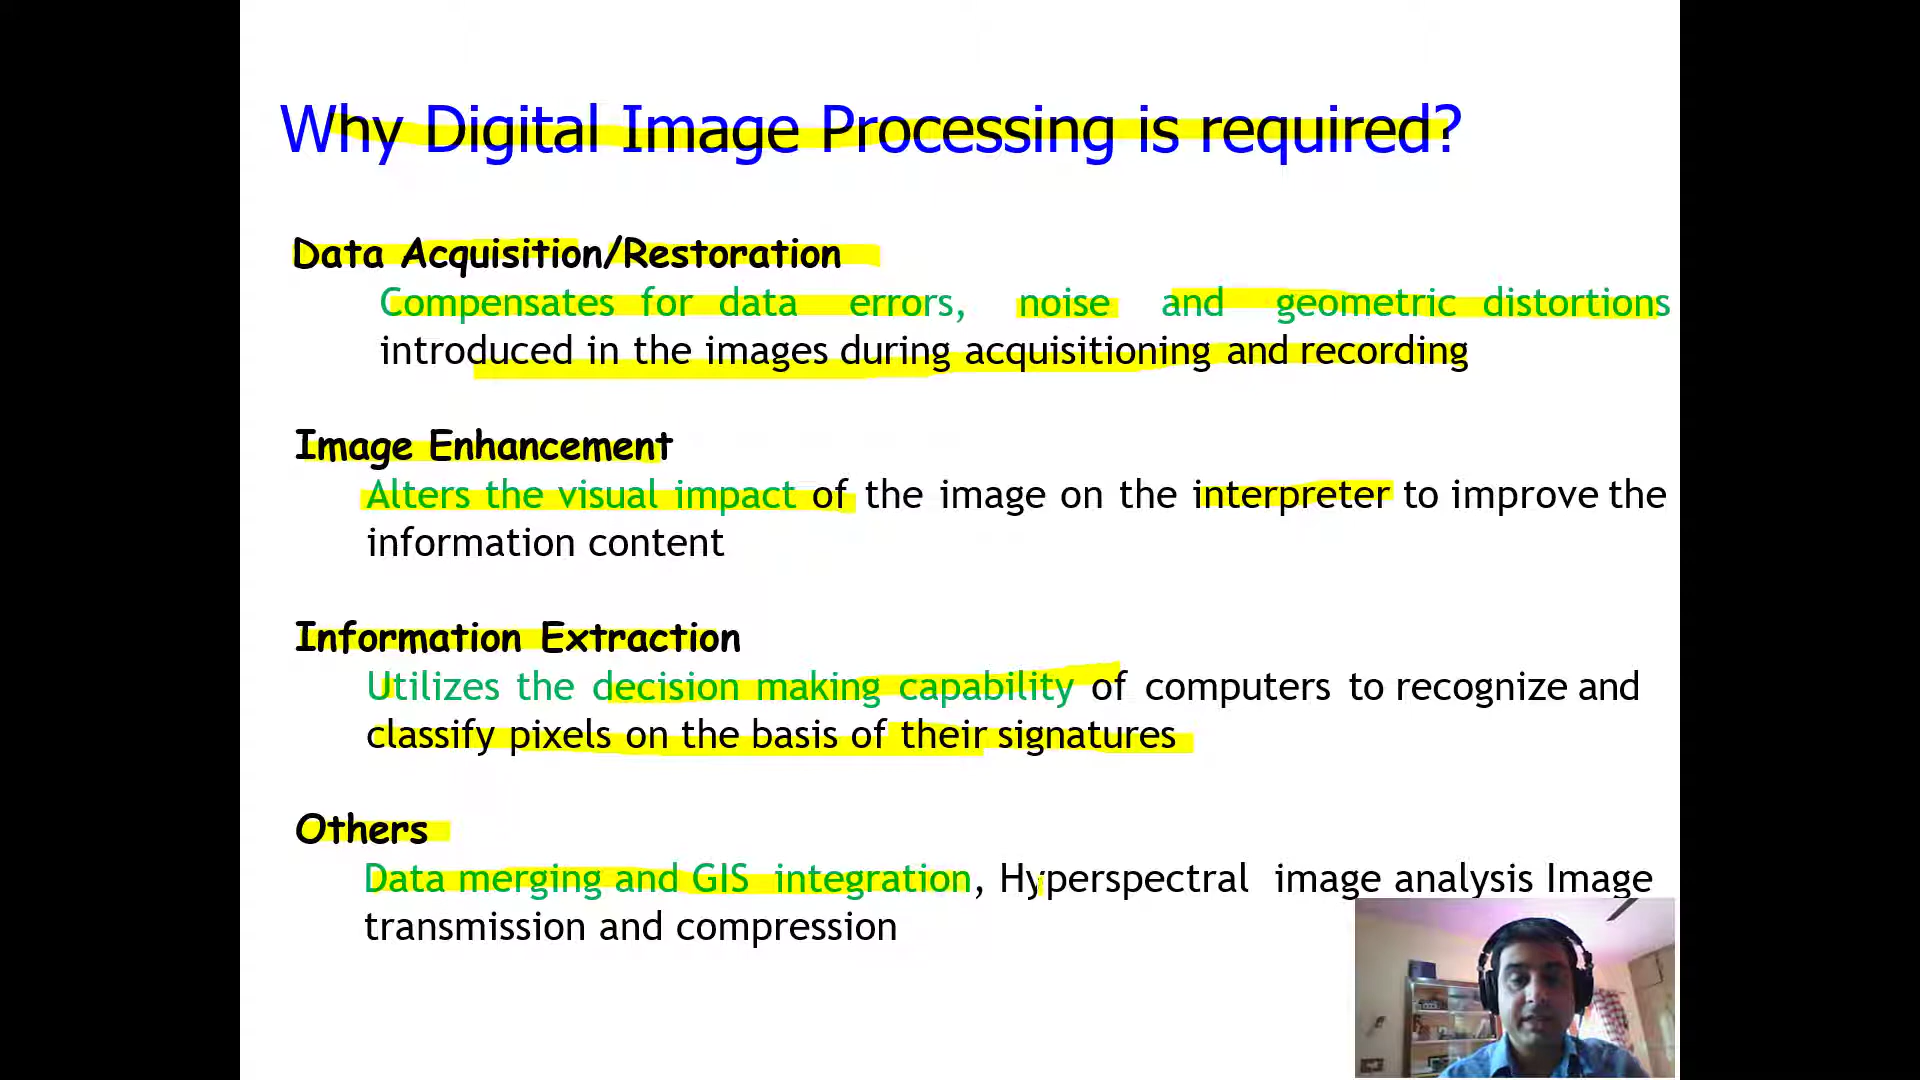 Why Digital Image Processing is required?
Data Acquisition/Restoration
Compensates for data errors, noise and geometric distortions
introduced in the images during acquisitioning and recording
Image Enhancement
Alters the visual impact of the image on the interpreter to improve the
information content
Information Extraction
Utilizes the decision making capability of computers to recognize and
classify pixels on the basis of their signatures
Others
Data merging and GIS integration, Hyperspectral image analysis Image
transmission and compression